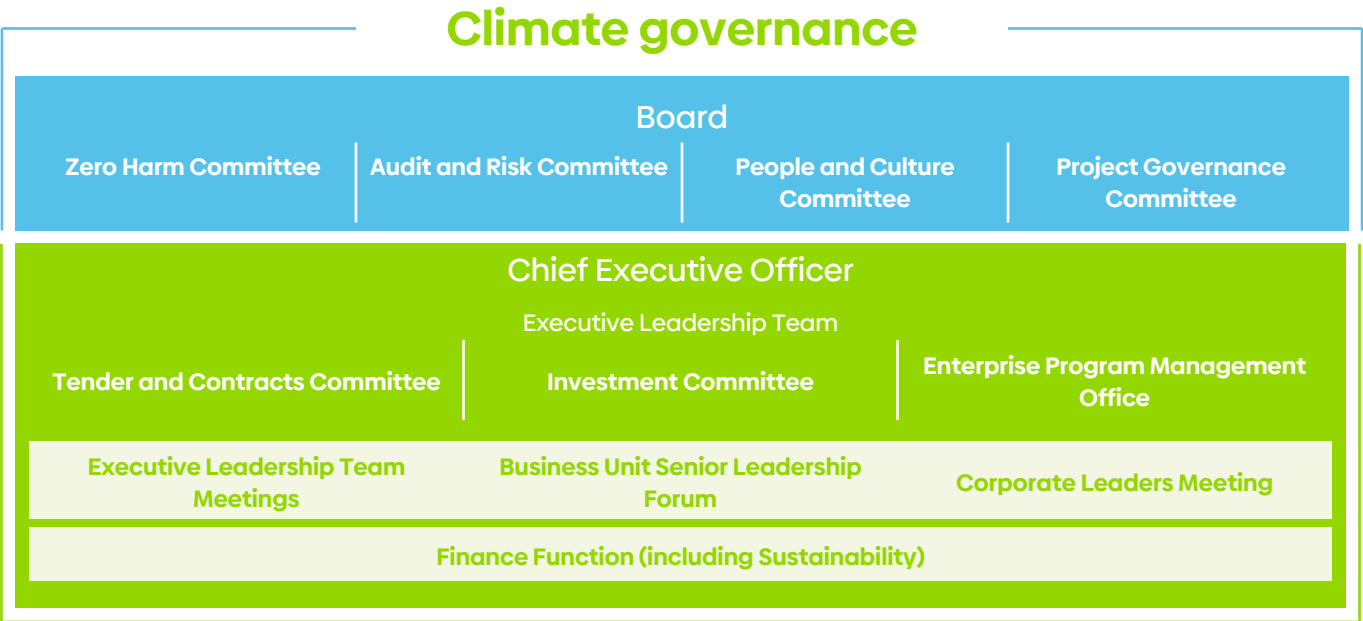 Climate governance
Board
Zero Harm Committee
Audit and Risk Committee
People and Culture
Committee
Project Governance
Committee
Chief Executive Officer
Executive Leadership Team
Tender and Contracts Committee
Investment Committee
Enterprise Program Management
Office
Executive Leadership Team
Meetings
Business Unit Senior Leadership
Forum
Corporate Leaders Meeting
Finance Function (including Sustainability)